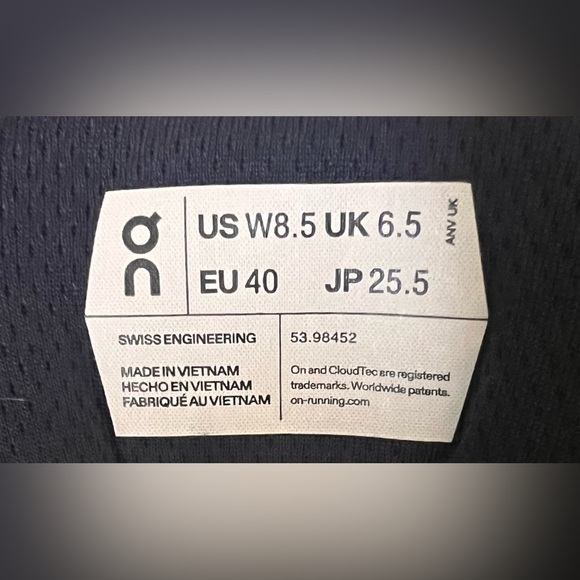 On
US W8.5 UK 6.5
EU 40 JP 25.5
ANV UK
SWISS ENGINEERING
MADE IN VIETNAM
HECHO EN VIETNAM
FABRIQUÉ AU VIETNAM
53.98452
On and CloudTec are registered
trademarks. Worldwide patents.
on-running.com